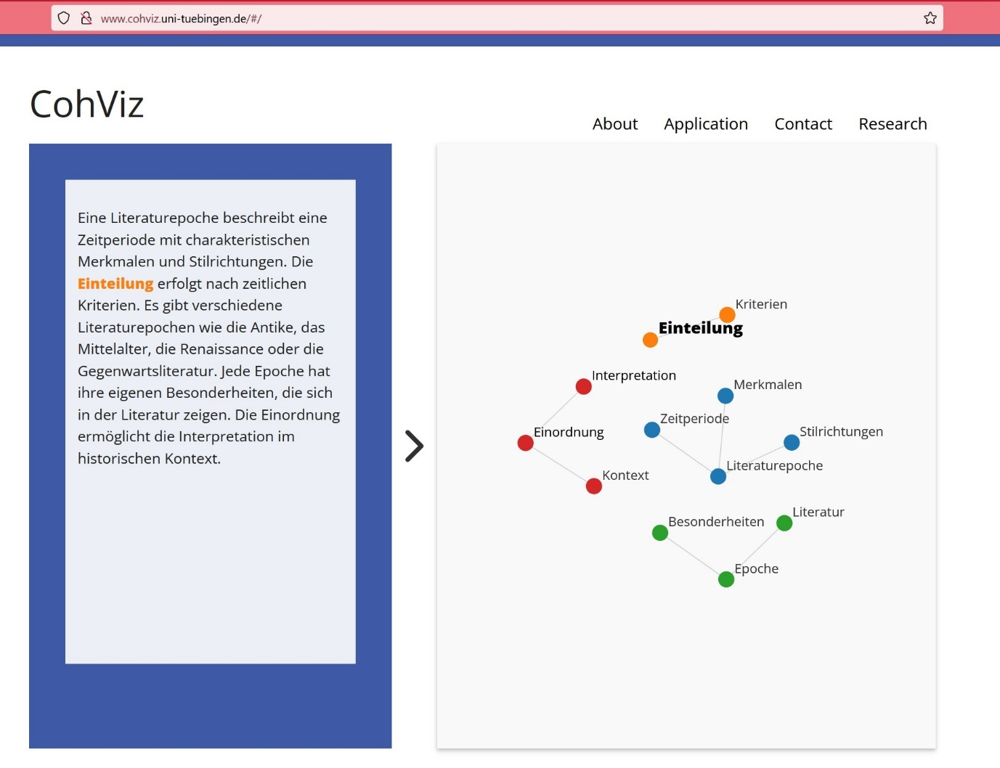 www.cohviz.uni-tuebingen.de/#/
CohViz
About Application Contact Research
Eine Literaturepoche beschreibt eine
Zeitperiode mit charakteristischen
Merkmalen und Stilrichtungen. Die
Einteilung erfolgt nach zeitlichen
Kriterien. Es gibt verschiedene
Literaturepochen wie die Antike, das
Mittelalter, die Renaissance oder die
Gegenwartsliteratur. Jede Epoche hat
ihre eigenen Besonderheiten, die sich
in der Literatur zeigen. Die Einordnung
ermöglicht die Interpretation im
historischen Kontext.
Kriterien
Einteilung
Interpretation
Merkmalen
Zeitperiode
Einordnung
Stilrichtungen
Literaturepoche
Kontext
Literatur
Besonderheiten
Epoche